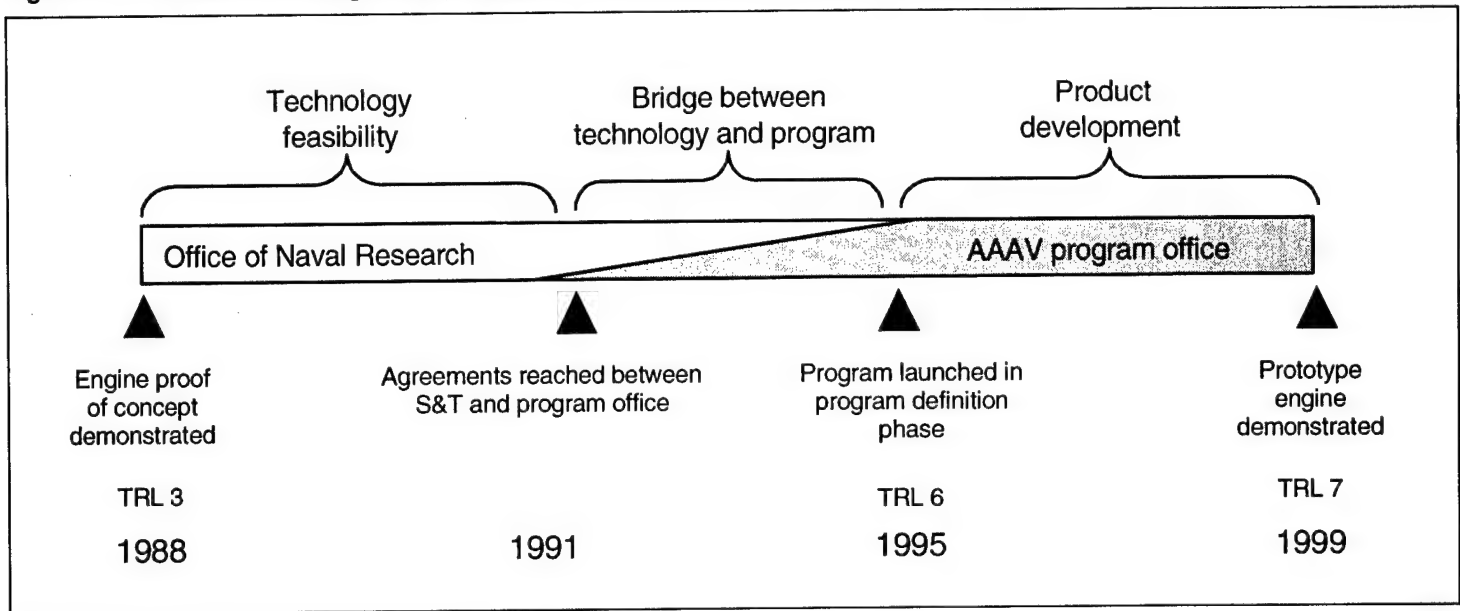 Technology
feasibility
Bridge between
technology and program
Product
development
Office of Naval Research
AAAV program office
Engine proof
of concept
demonstrated
Agreements reached between
S&T and program office
Program launched in
program definition
phase
Prototype
engine
demonstrated
TRL 3
TRL 6
TRL 7
1988
1991
1995
1999